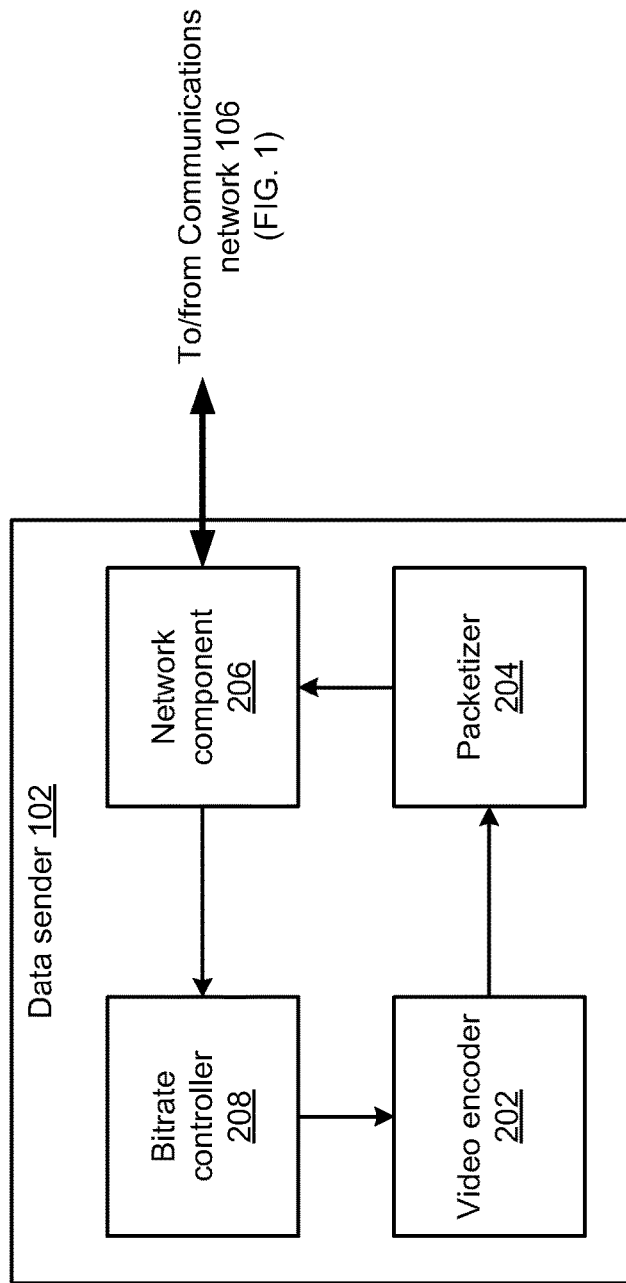 Data sender 102
Bitrate
controller
208
Network
component
206
To/from Communications
network 106
(FIG. 1)
Video encoder
202
Packetizer
204